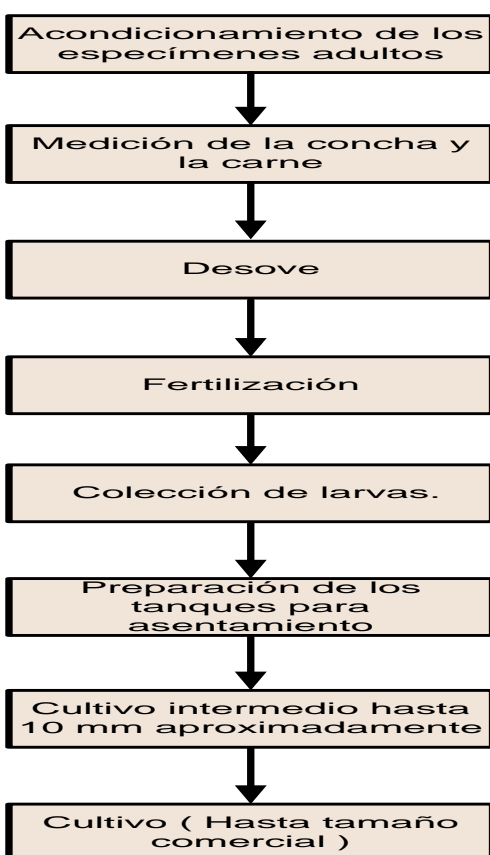 Acondicionamiento de los
especímenes adultos
Medición de la concha y
la carne
Desove
Fertilización
Colección de larvas.
Preparación de los
tanques para
asentamiento
Cultivo intermedio hasta
10 mm aproximadamente
Cultivo ( Hasta tamaño
comercial )